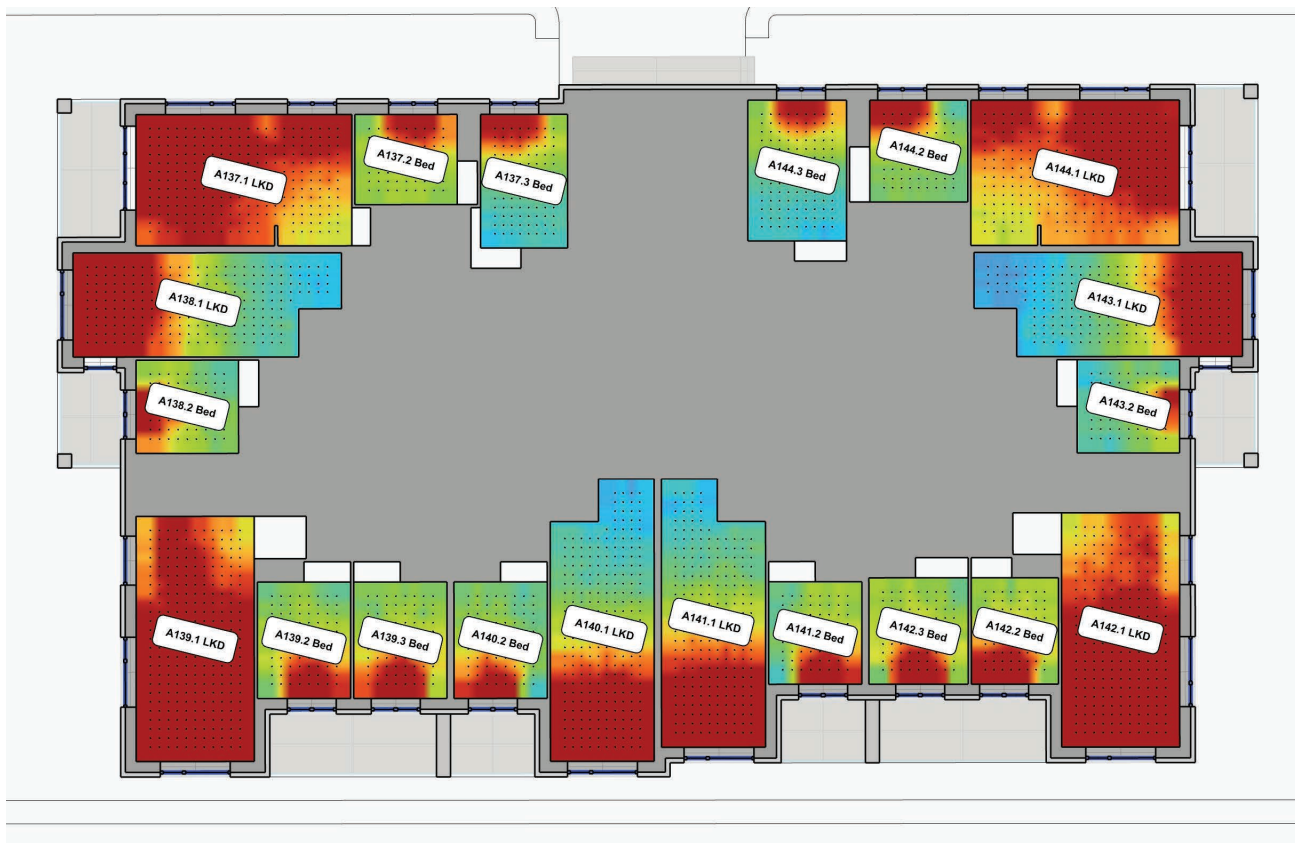 A137.1 LKD
A137.2 Bed
A137.3 Bed
A144.3 Bed
A144.2 Bed
A144.1 LKD
A138.1 LKD
A143.1 LKD
A138.2 Bed
A143.2 Bed
A139.1 LKD
A139.2 Bed
A139.3 Bed
A140.2 Bed
A140.1 LKD
A141.1 LKD
A141.2 Bed
A142.3 Bed
A142.2 Bed
A142.1 LKD